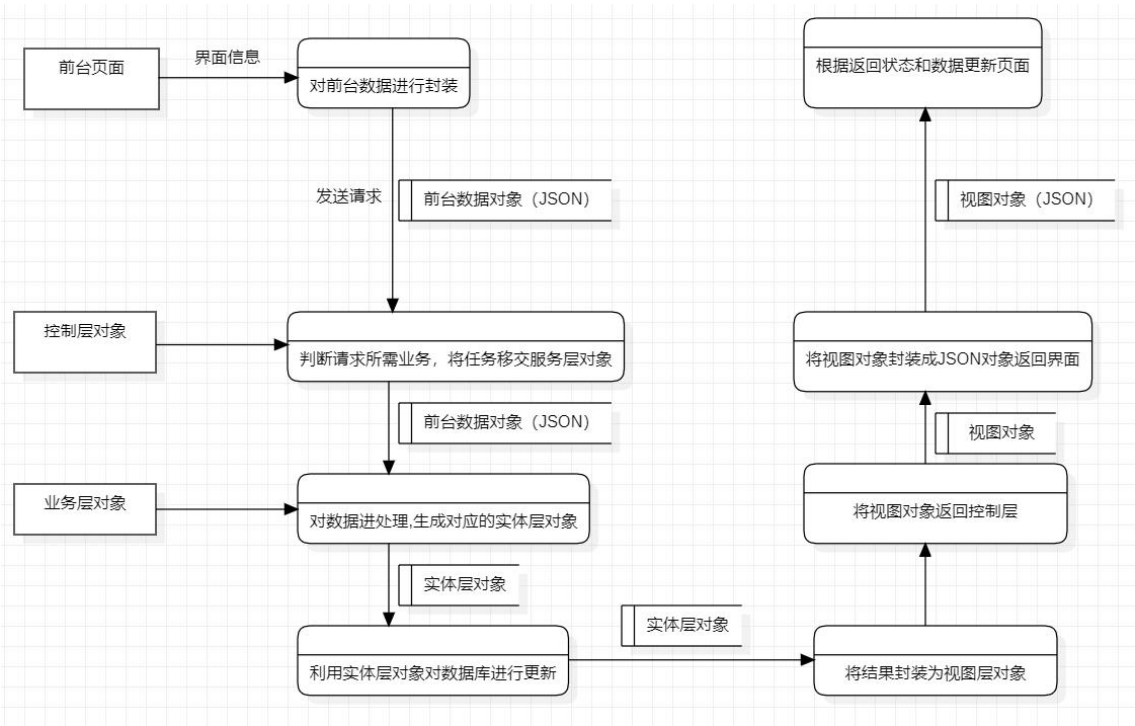 前台页面
界面信息
对前台数据进行封装
发送请求
前台数据对象（JSON）
控制层对象
判断请求所需业务，将任务移交服务层对象
前台数据对象（JSON）
业务层对象
对数据进处理,生成对应的实体层对象
实体层对象
利用实体层对象对数据库进行更新
实体层对象
将结果封装为视图层对象
将视图对象返回控制层
视图对象
将视图对象封装成JSON对象返回界面
视图对象（JSON）
根据返回状态和数据更新页面